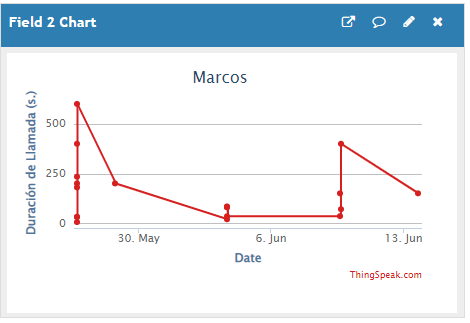 Field 2 Chart
Marcos
Duración de Llamada (s.)
500
250
0
30. May
6. Jun
13. Jun
Date
ThingSpeak.com